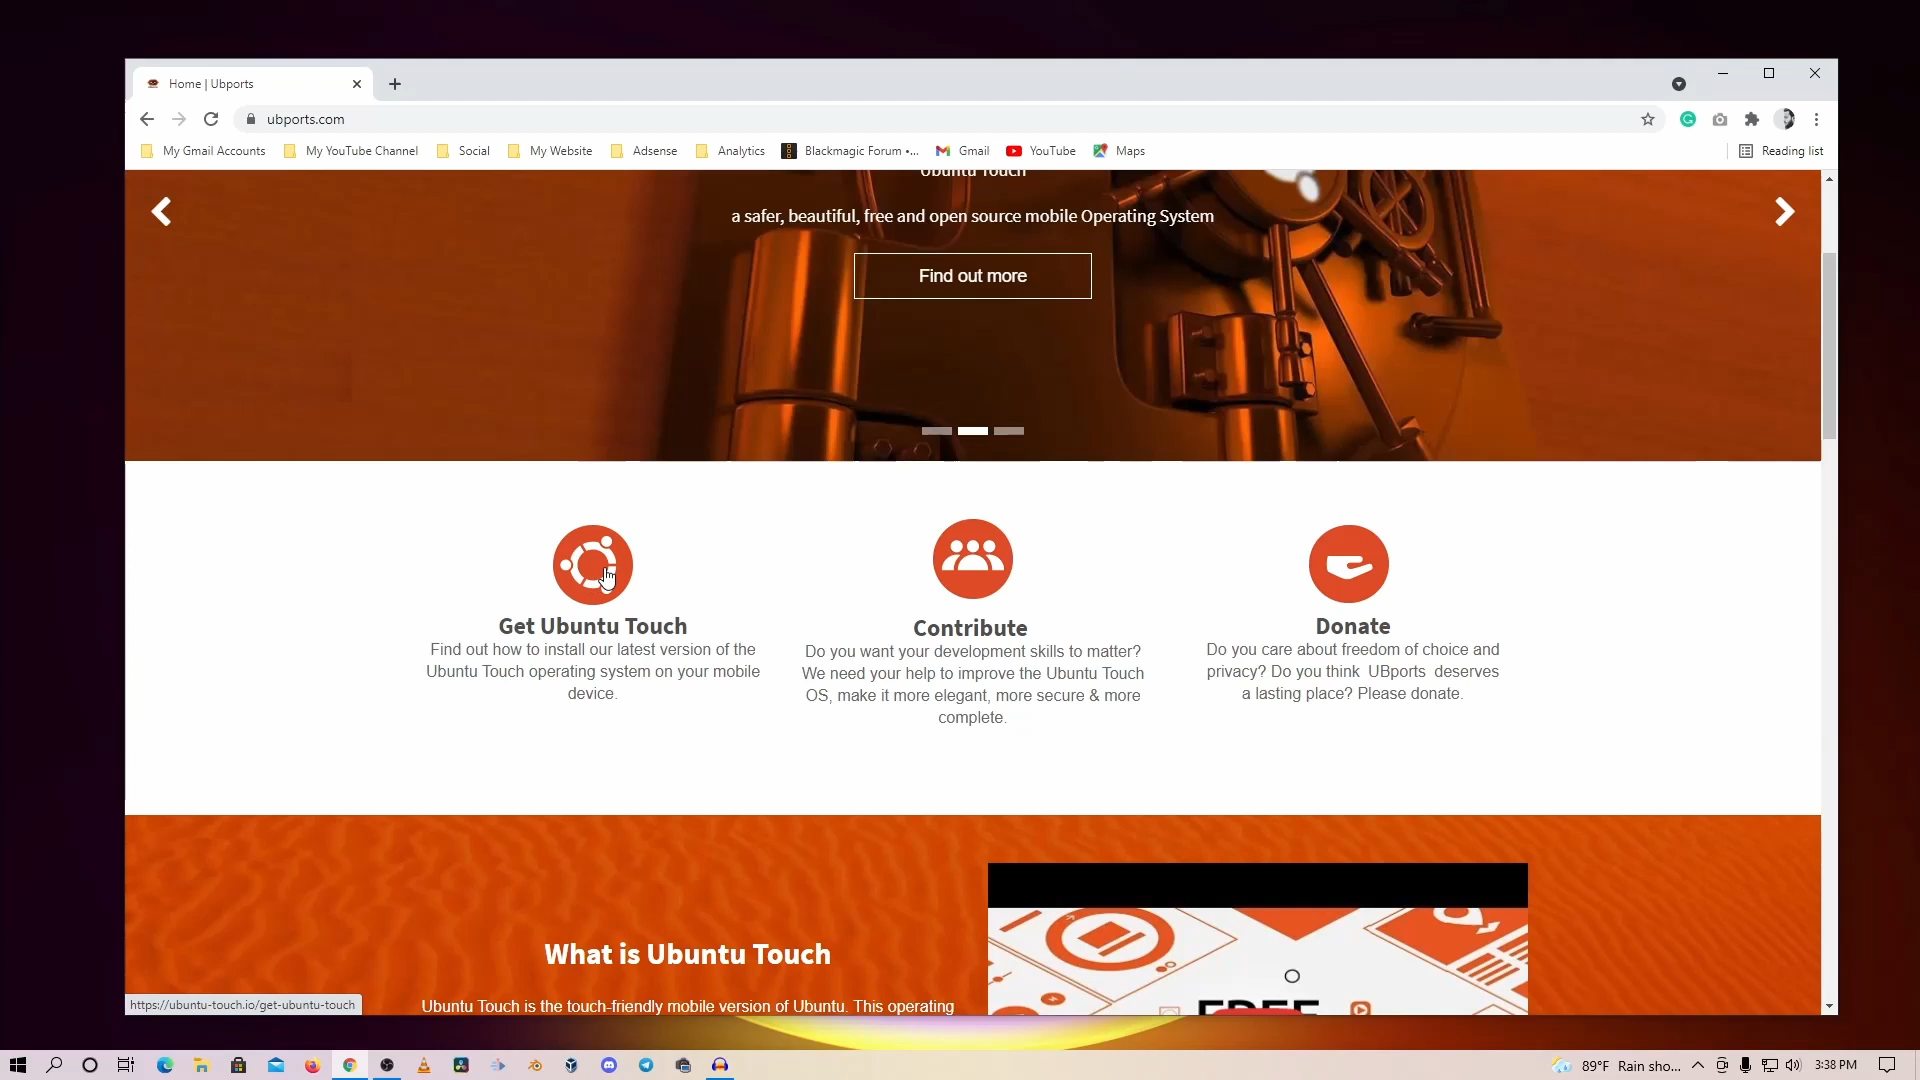 Home | Ubports
ubports.com
My Gmail Accounts My YouTube Channel Social My Website Adsense Analytics Blackmagic Forum •... Gmail YouTube Maps Reading list
Ubuntu Touch
a safer, beautiful, free and open source mobile Operating System
Find out more
Get Ubuntu Touch
Find out how to install our latest version of the
Ubuntu Touch operating system on your mobile
device.
Contribute
Do you want your development skills to matter?
We need your help to improve the Ubuntu Touch
OS, make it more elegant, more secure & more
complete.
Donate
Do you care about freedom of choice and
privacy? Do you think UBports deserves
a lasting place? Please donate.
What is Ubuntu Touch
Ubuntu Touch is the touch-friendly mobile version of Ubuntu. This operating
FREE
https://ubuntu-touch.io/get-ubuntu-touch
89°F Rain sho... 3:38 PM